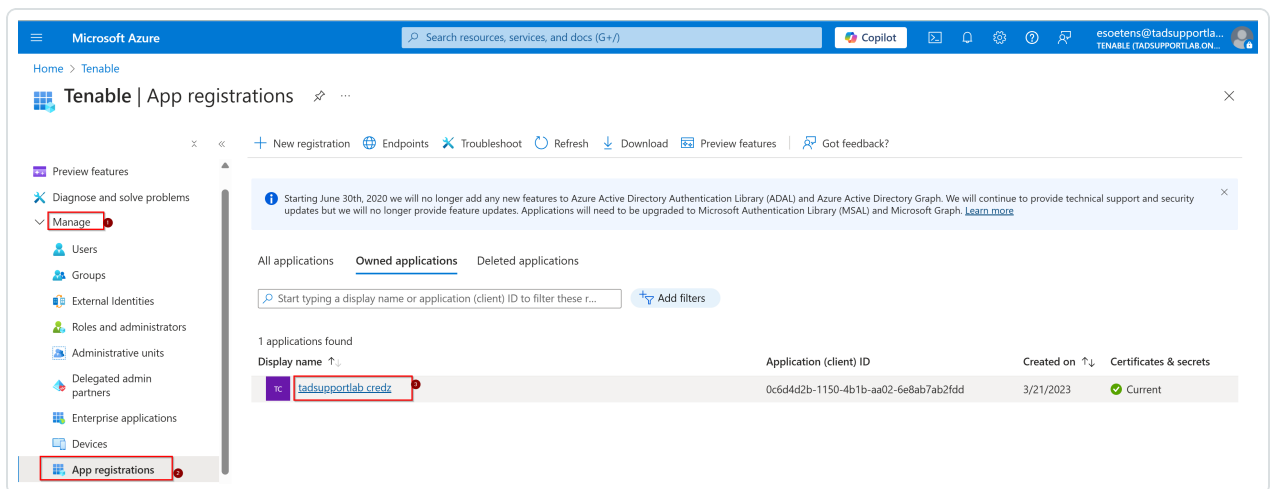 Microsoft Azure
Search resources, services, and docs (G+/)
Copilot
esoetens@tadsupportla...
TENABLE (TADSUPPORTLAB.ON...
Home > Tenable
Tenable | App registrations
...
New registration
Endpoints
Troubleshoot
Refresh
Download
Preview features
Got feedback?
Preview features
Diagnose and solve problems
Manage
1
Users
Groups
External Identities
Roles and administrators
Administrative units
Delegated admin
partners
Enterprise applications
Devices
App registrations
2
Starting June 30th, 2020 we will no longer add any new features to Azure Active Directory Authentication Library (ADAL) and Azure Active Directory Graph. We will continue to provide technical support and security
updates but we will no longer provide feature updates. Applications will need to be upgraded to Microsoft Authentication Library (MSAL) and Microsoft Graph. Learn more
All applications
Owned applications
Deleted applications
Start typing a display name or application (client) ID to filter these r...
Add filters
1 applications found
Display name ↑↓
Application (client) ID
Created on ↑↓
Certificates & secrets
TC
tadsupportlab credz
3
0c6d4d2b-1150-4b1b-aa02-6e8ab7ab2fdd
3/21/2023
Current